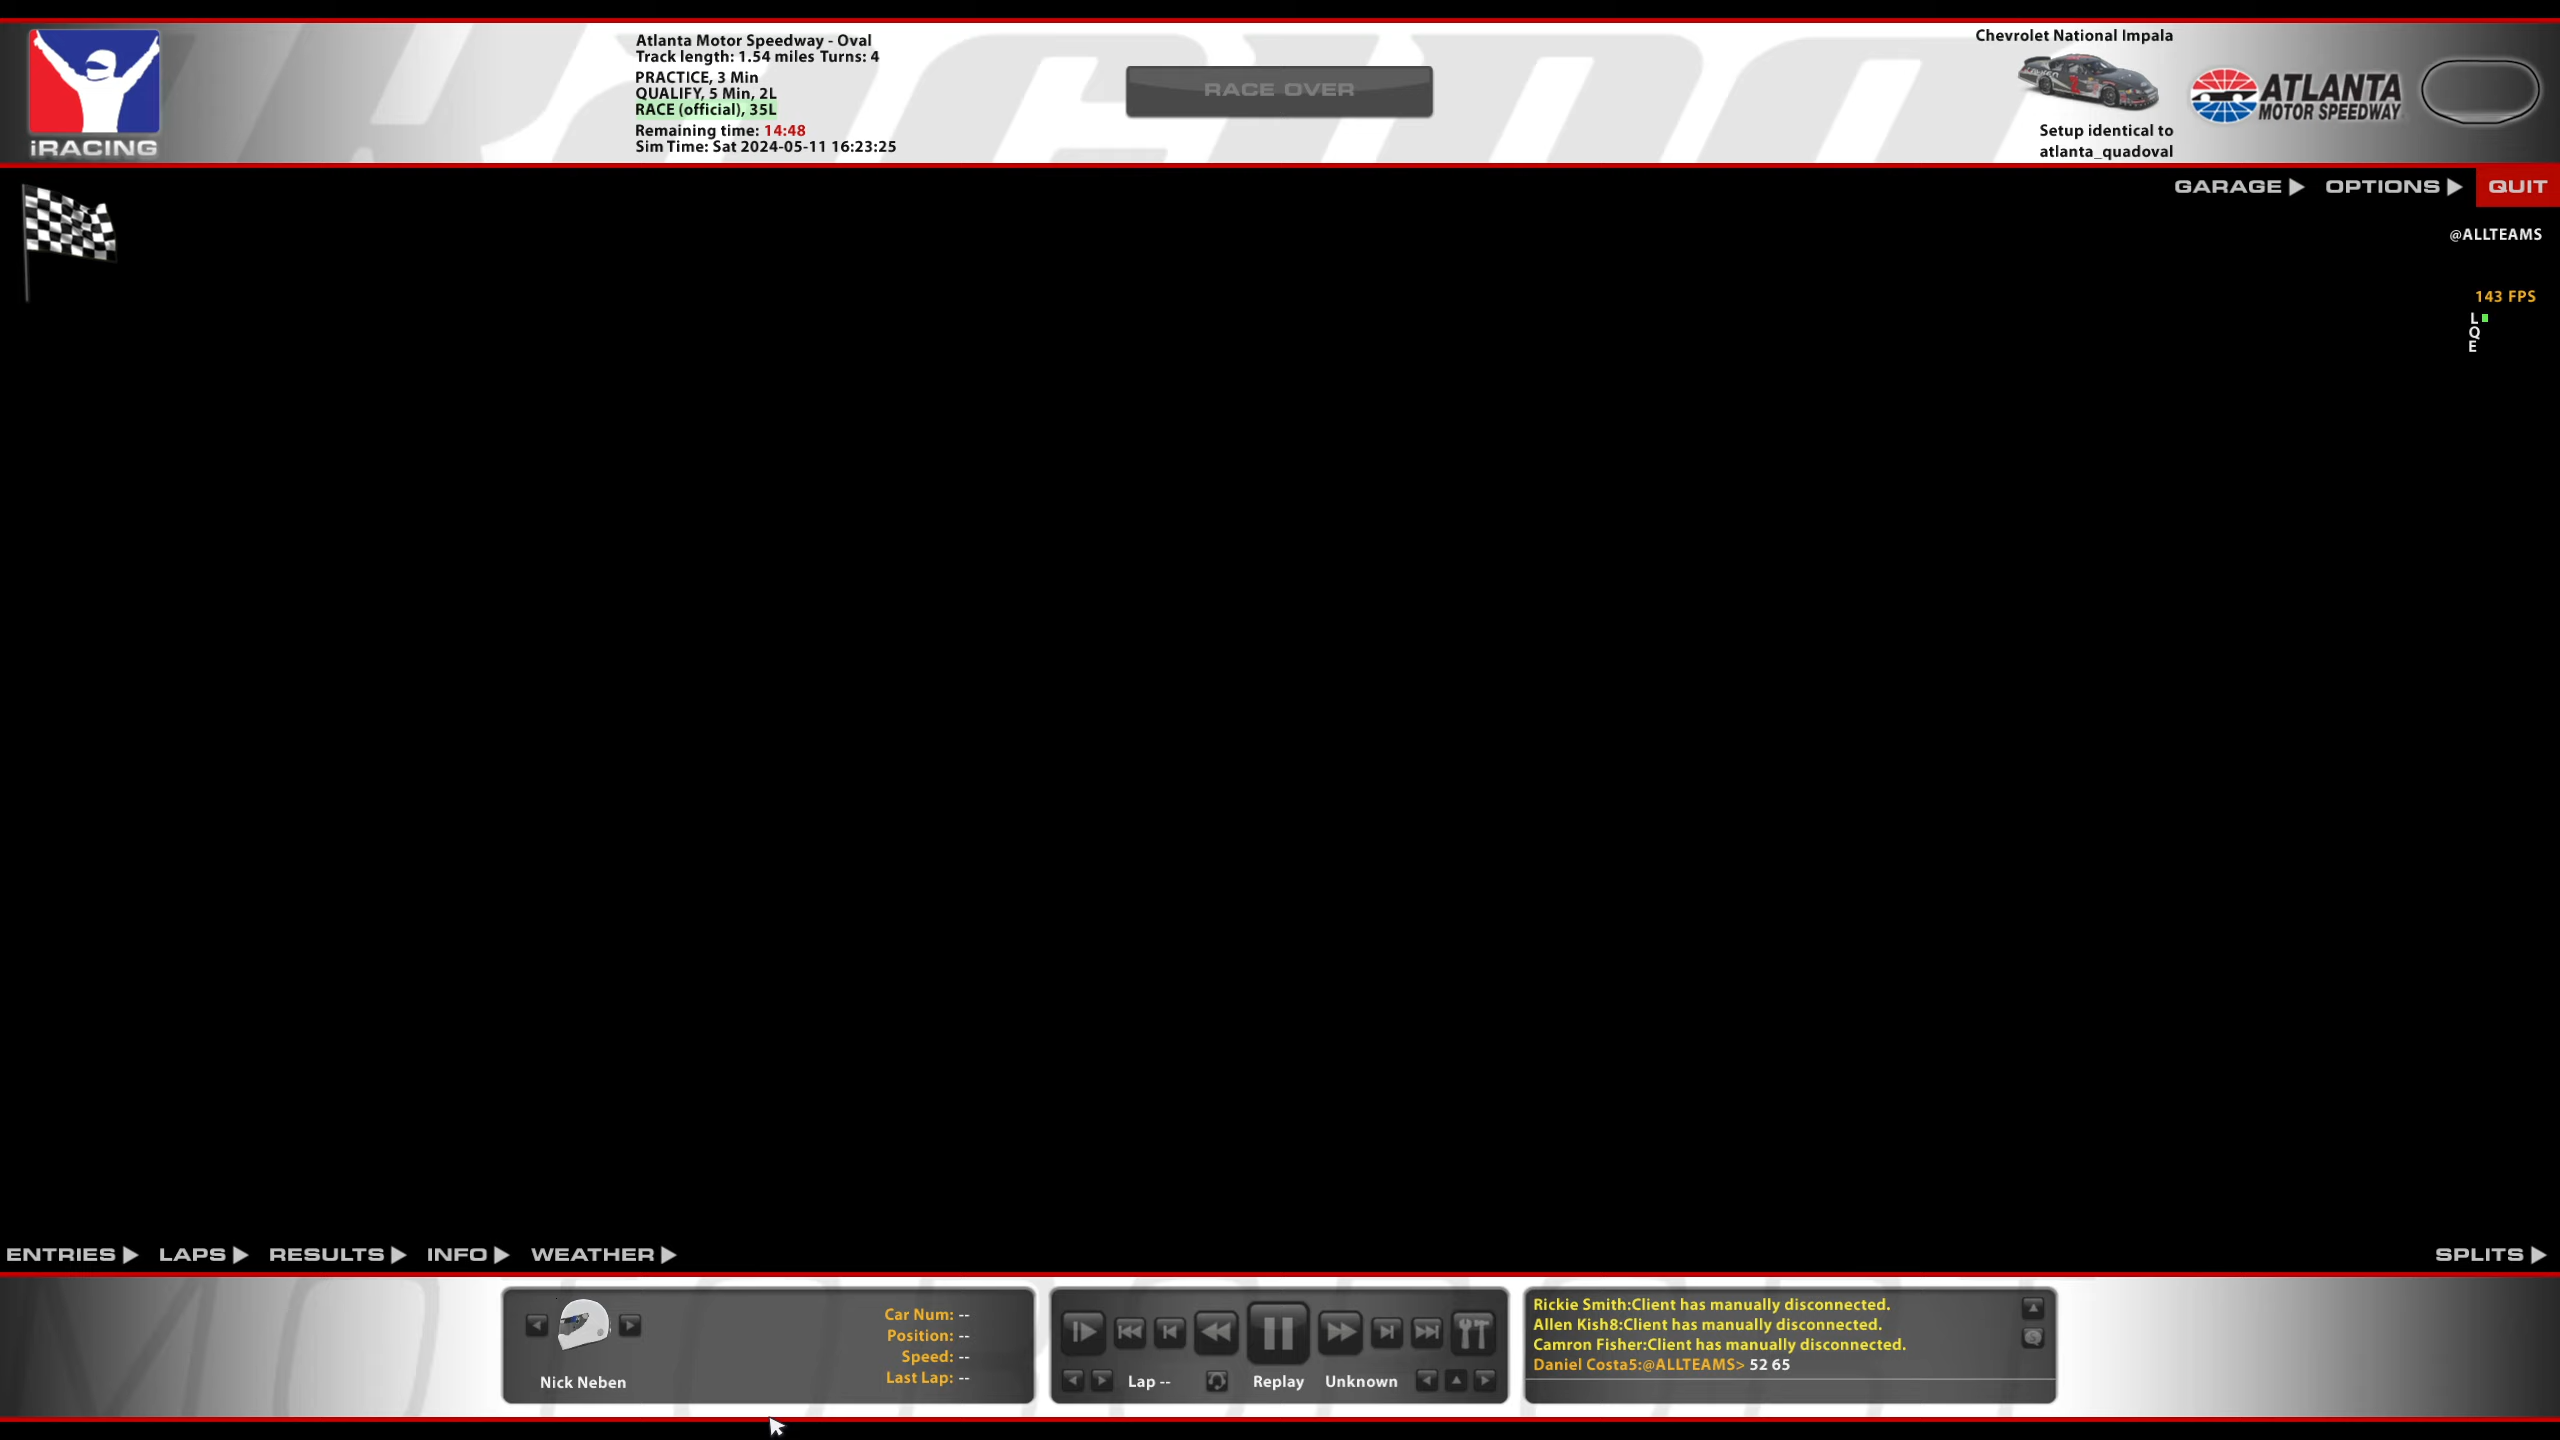 iRACING
Atlanta Motor Speedway - Oval
Track length: 1.54 miles Turns: 4
PRACTICE, 3 Min
QUALIFY, 5 Min, 2L
RACE (official), 35L
Remaining time: 14:48
Sim Time: Sat 2024-05-11 16:23:25
RACE OVER
Chevrolet National Impala
Setup identical to
atlanta_quadoval
ATLANTA
MOTOR SPEEDWAY
GARAGE OPTIONS QUIT
@ALLTEAMS
143 FPS
L
Q
E
ENTRIES LAPS RESULTS INFO WEATHER SPLITS
Nick Neben
Car Num: --
Position: --
Speed: --
Last Lap: --
Lap -- Replay Unknown
Rickie Smith:Client has manually disconnected.
Allen Kish8:Client has manually disconnected.
Camron Fisher:Client has manually disconnected.
Daniel Costa5:@ALLTEAMS> 52 65